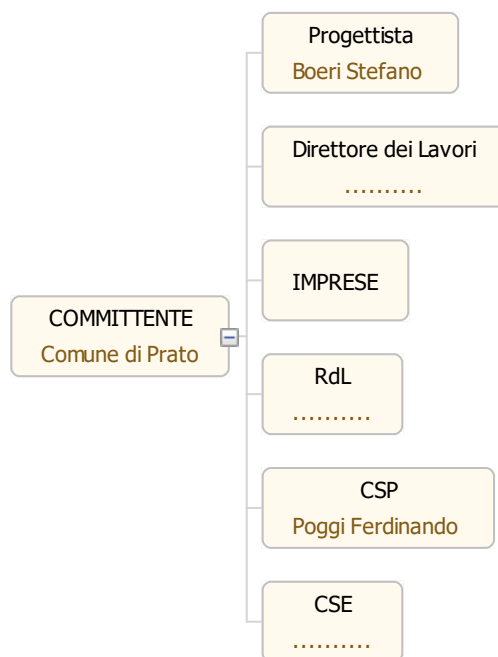 Progettista
Boeri Stefano
Direttore dei Lavori
..........
IMPRESE
COMMITTENTE
Comune di Prato
RdL
..........
CSP
Poggi Ferdinando
CSE
..........